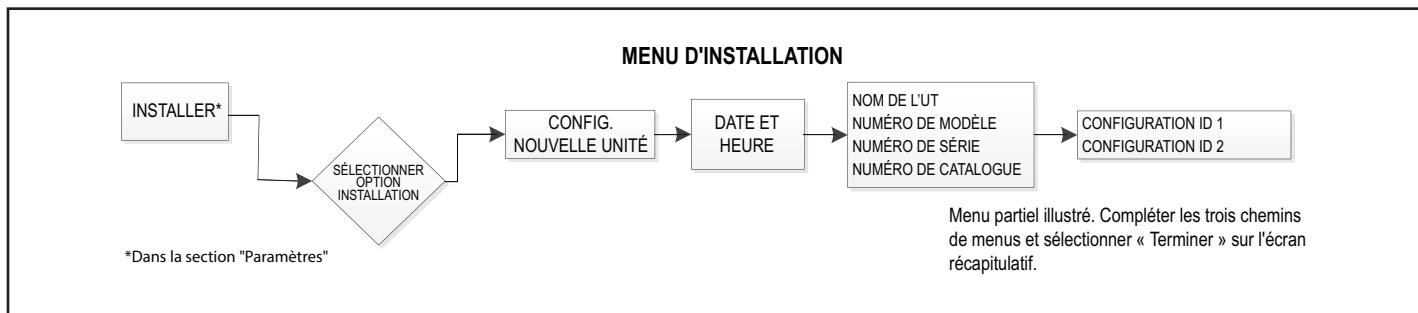 MENU D'INSTALLATION
INSTALLER*
SÉLECTIONNER
OPTION
INSTALLATION
CONFIG.
NOUVELLE UNITÉ
DATE ET
HEURE
NOM DE L'UT
NUMÉRO DE MODÈLE
NUMÉRO DE SÉRIE
NUMÉRO DE CATALOGUE
CONFIGURATION ID 1
CONFIGURATION ID 2
Menu partiel illustré. Compléter les trois chemins
de menus et sélectionner « Terminer » sur l'écran
récapitulatif.
*Dans la section "Paramètres"